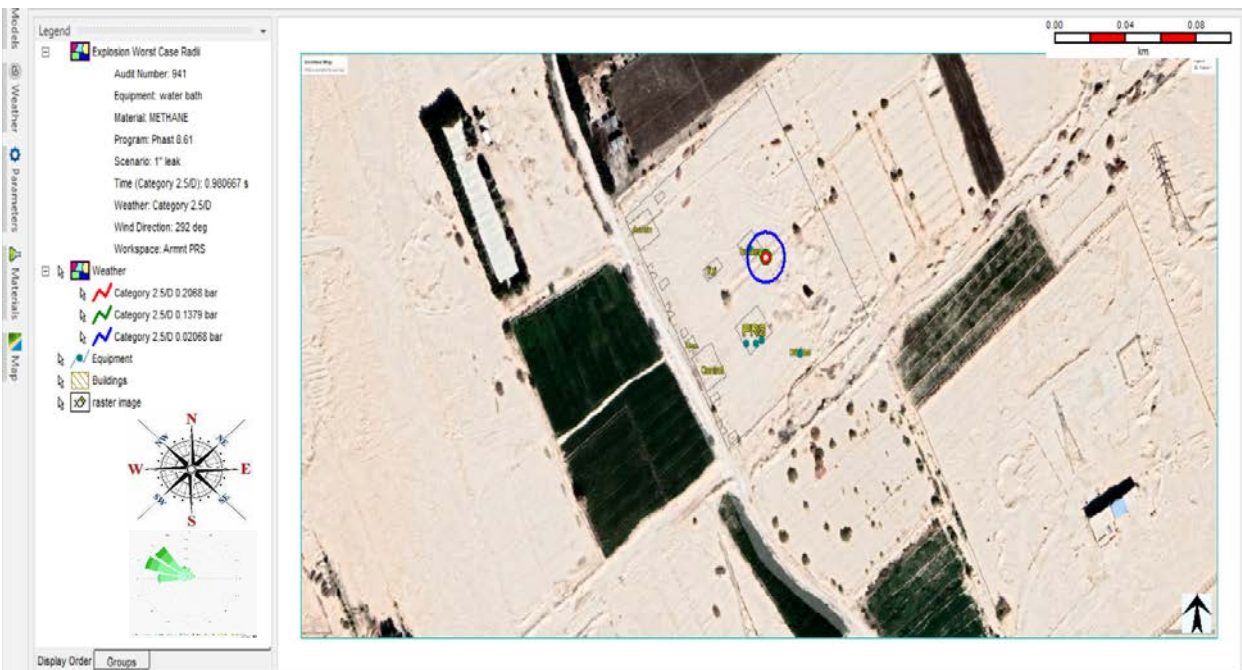 Models
Weather
Parameters
Materials
Map
Legend
Explosion Worst Case Radii
Audit Number: 941
Equipment: water bath
Material: METHANE
Program: Phast 8.61
Scenario: 1" leak
Time (Category 2.5/D): 0.980667 s
Weather: Category 2.5/D
Wind Direction: 292 deg
Workspace: Armnt PRS
Weather
Category 2.5/D 0.2068 bar
Category 2.5/D 0.1379 bar
Category 2.5/D 0.02068 bar
Equipment
Buildings
raster image
N
NW
NE
W
E
SW
SE
S
Display Order
Groups
0.00 0.04 0.08
km
PRS
Control